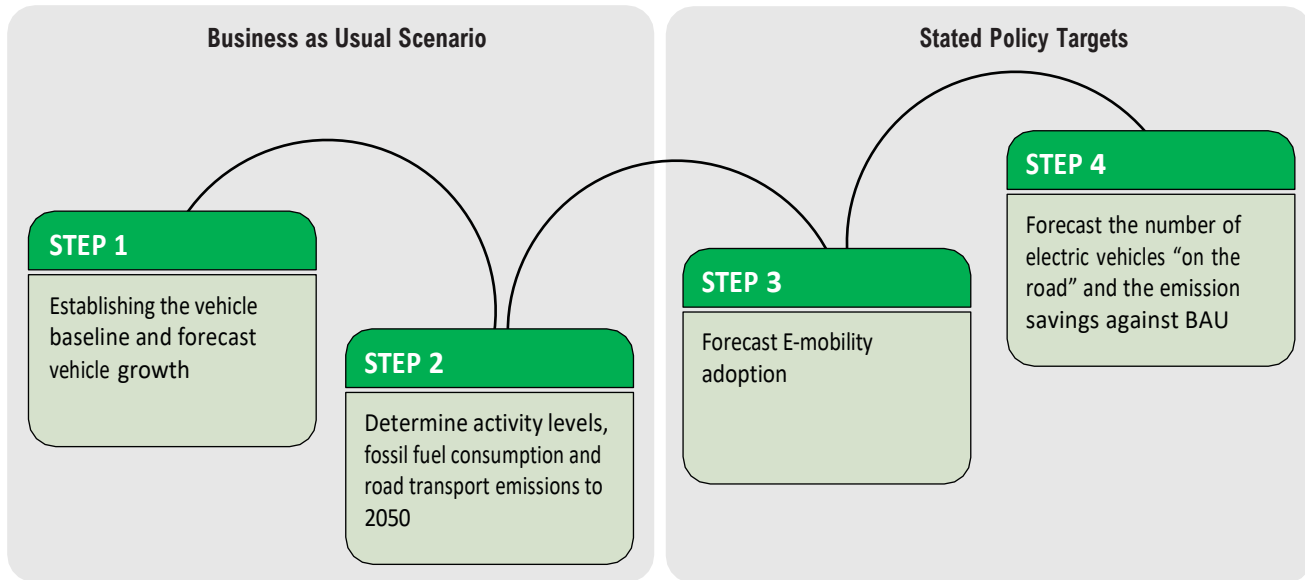 Business as Usual Scenario
STEP 1
Establishing the vehicle
baseline and forecast
vehicle growth
STEP 2
Determine activity levels,
fossil fuel consumption and
road transport emissions to
2050
Stated Policy Targets
STEP 3
Forecast E-mobility
adoption
STEP 4
Forecast the number of
electric vehicles “on the
road” and the emission
savings against BAU